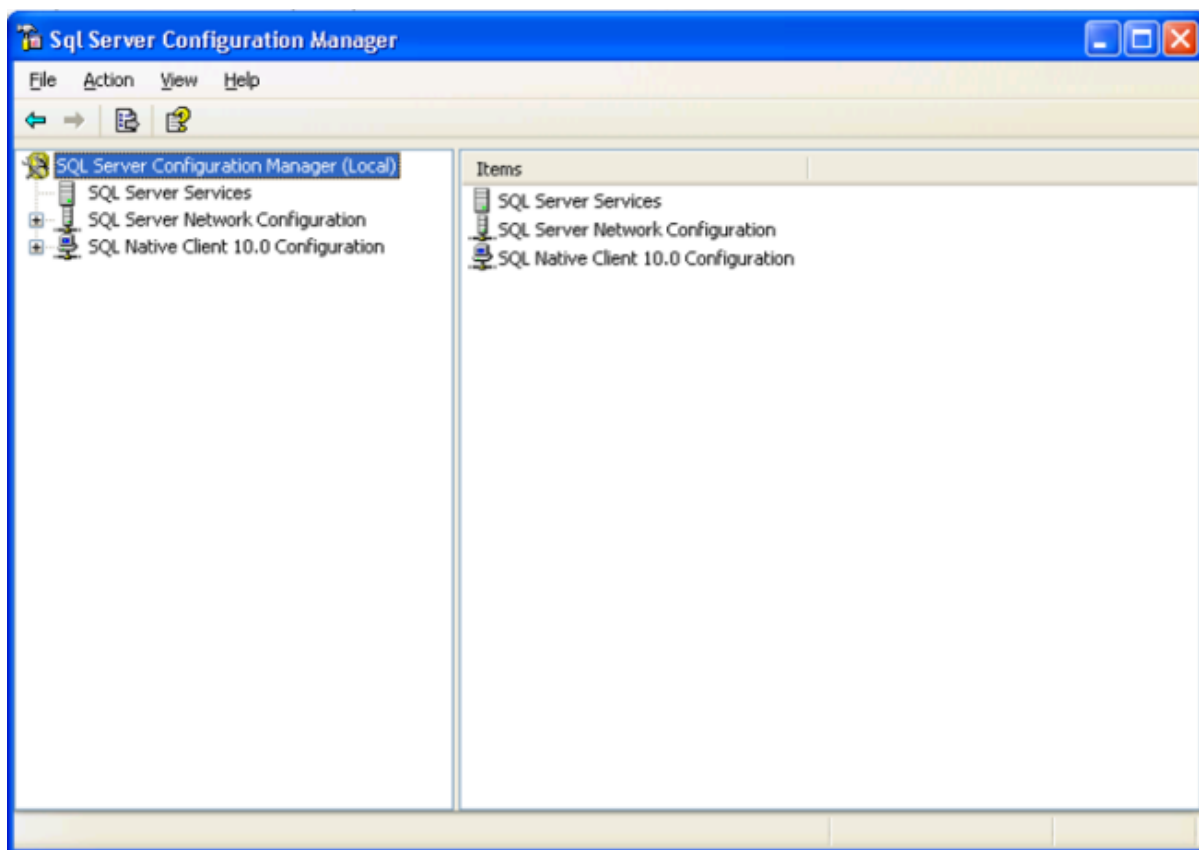 Sql Server Configuration Manager
File Action View Help
SQL Server Configuration Manager (Local)
SQL Server Services
SQL Server Network Configuration
SQL Native Client 10.0 Configuration
Items
SQL Server Services
SQL Server Network Configuration
SQL Native Client 10.0 Configuration